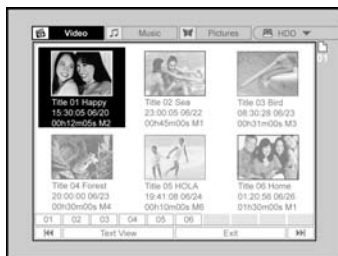 Video Music Pictures HDD
01
Title 01 Happy
15:30:05 06/20
00h12m05s M2
Title 02 Sea
23:00:05 06/22
00h45m00s M1
Title 03 Bird
08:30:28 06/23
00h31m00s M3
Title 04 Forest
20:00:00 06/23
00h30m00s M4
Title 05 HOLA
19:41:08 06/24
00h10m00s M6
Title 06 Home
01:20:56 06/26
01h30m00s M1
01 02 03 04 05 06
Text View Exit